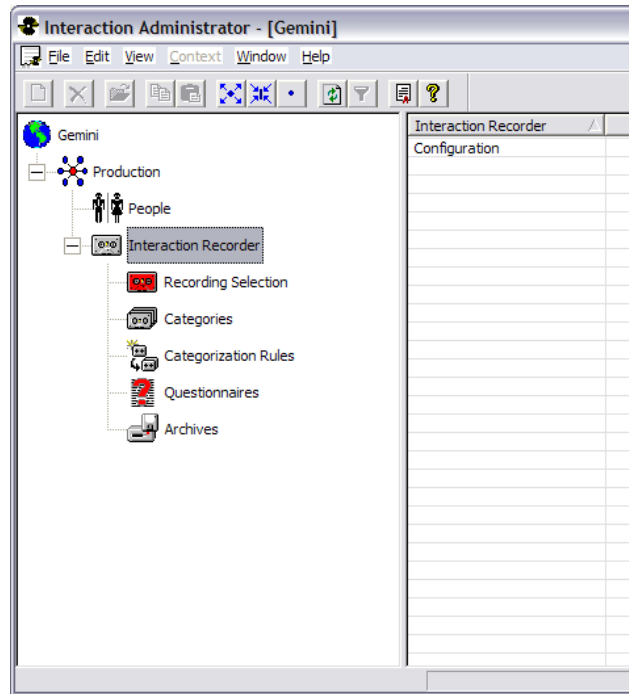 Interaction Administrator - [Gemini]
File Edit View Context Window Help
Interaction Recorder
Configuration
Gemini
Production
People
Interaction Recorder
Recording Selection
Categories
Categorization Rules
Questionnaires
Archives